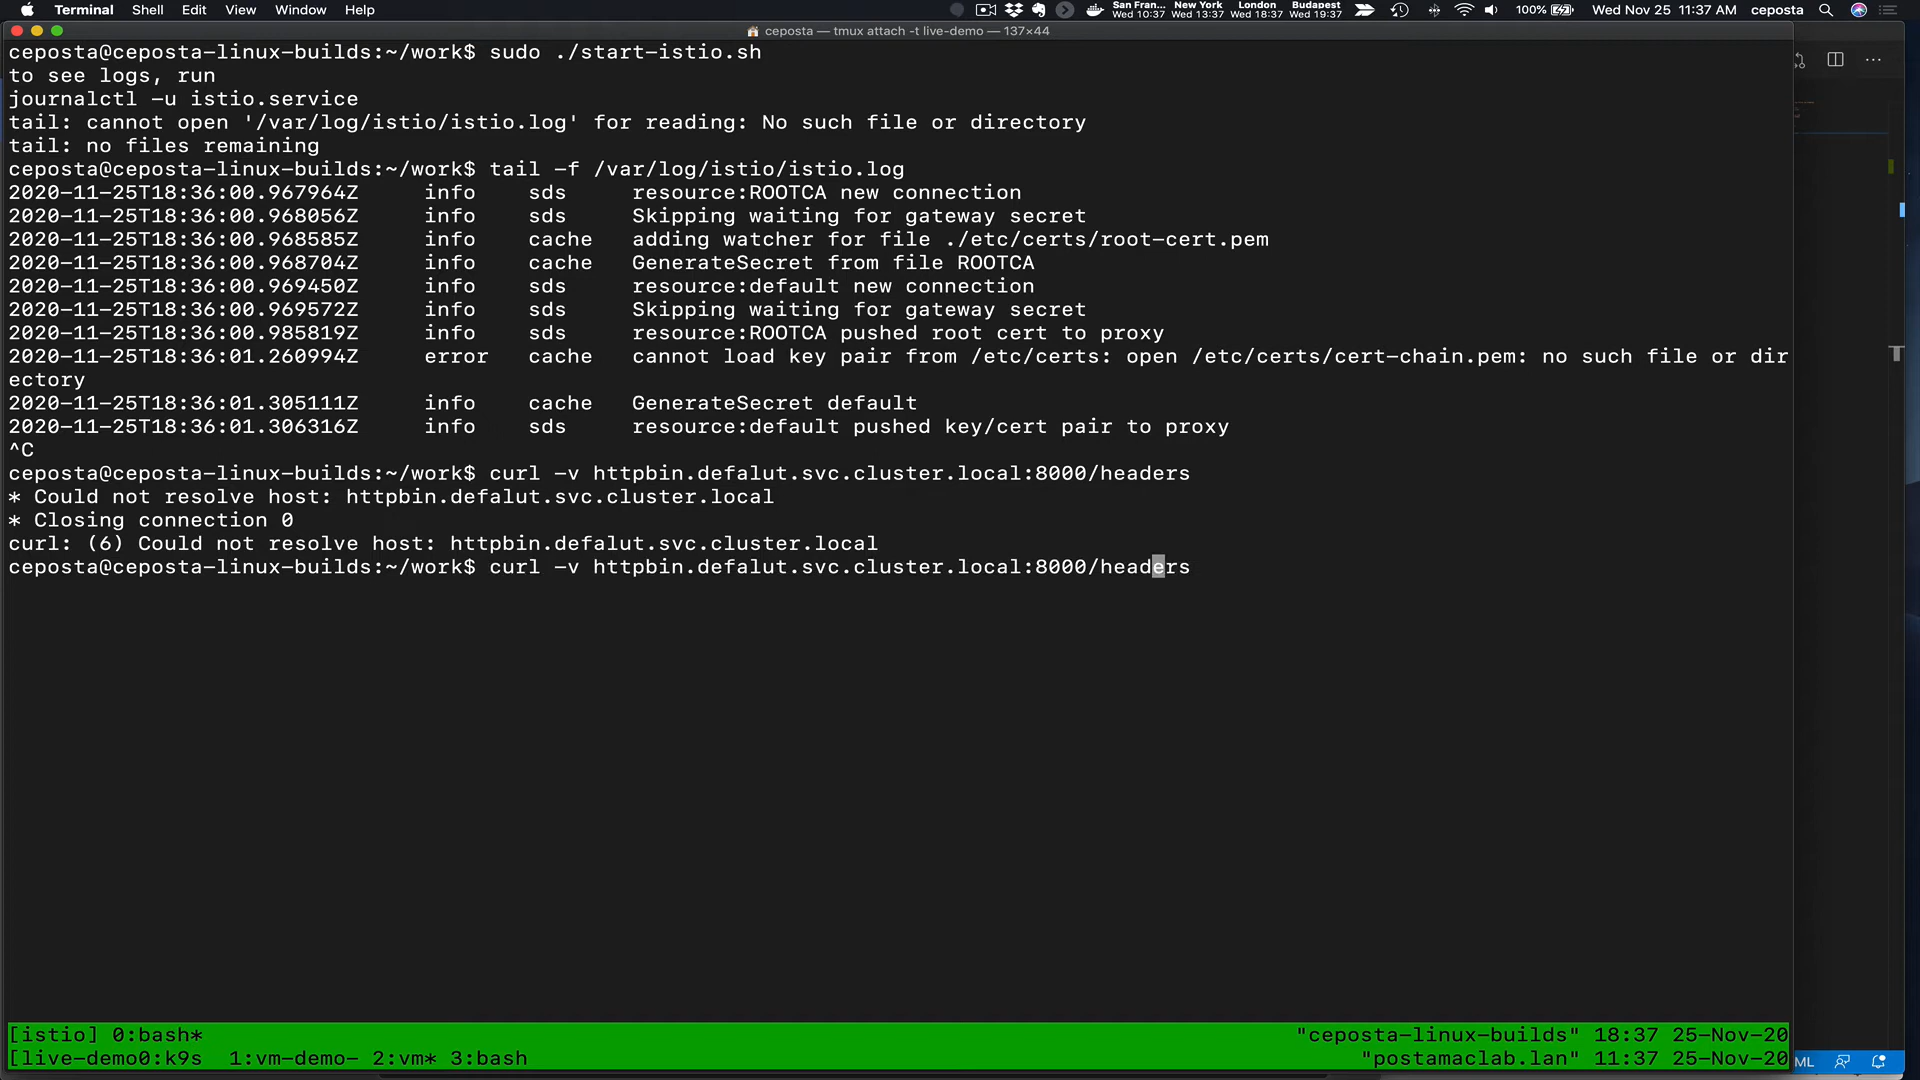 Terminal Shell Edit View Window Help
San Fran... New York London Budapest
Wed 10:37 Wed 13:37 Wed 18:37 Wed 19:37
100% Wed Nov 25 11:37 AM ceposta
ceposta — tmux attach -t live-demo — 137×44
ceposta@ceposta-linux-builds:~/work$ sudo ./start-istio.sh
to see logs, run
journalctl -u istio.service
tail: cannot open '/var/log/istio/istio.log' for reading: No such file or directory
tail: no files remaining
ceposta@ceposta-linux-builds:~/work$ tail -f /var/log/istio/istio.log
2020-11-25T18:36:00.967964Z info sds resource:ROOTCA new connection
2020-11-25T18:36:00.968056Z info sds Skipping waiting for gateway secret
2020-11-25T18:36:00.968585Z info cache adding watcher for file ./etc/certs/root-cert.pem
2020-11-25T18:36:00.968704Z info cache GenerateSecret from file ROOTCA
2020-11-25T18:36:00.969450Z info sds resource:default new connection
2020-11-25T18:36:00.969572Z info sds Skipping waiting for gateway secret
2020-11-25T18:36:00.985819Z info sds resource:ROOTCA pushed root cert to proxy
2020-11-25T18:36:01.260994Z error cache cannot load key pair from /etc/certs: open /etc/certs/cert-chain.pem: no such file or dir
ectory
2020-11-25T18:36:01.305111Z info cache GenerateSecret default
2020-11-25T18:36:01.306316Z info sds resource:default pushed key/cert pair to proxy
^C
ceposta@ceposta-linux-builds:~/work$ curl -v httpbin.defalut.svc.cluster.local:8000/headers
* Could not resolve host: httpbin.defalut.svc.cluster.local
* Closing connection 0
curl: (6) Could not resolve host: httpbin.defalut.svc.cluster.local
ceposta@ceposta-linux-builds:~/work$ curl -v httpbin.defalut.svc.cluster.local:8000/headers
[istio] 0:bash* "ceposta-linux-builds" 18:37 25-Nov-20
[live-demo0:k9s 1:vm-demo- 2:vm* 3:bash "postamaclab.lan" 11:37 25-Nov-20
ML